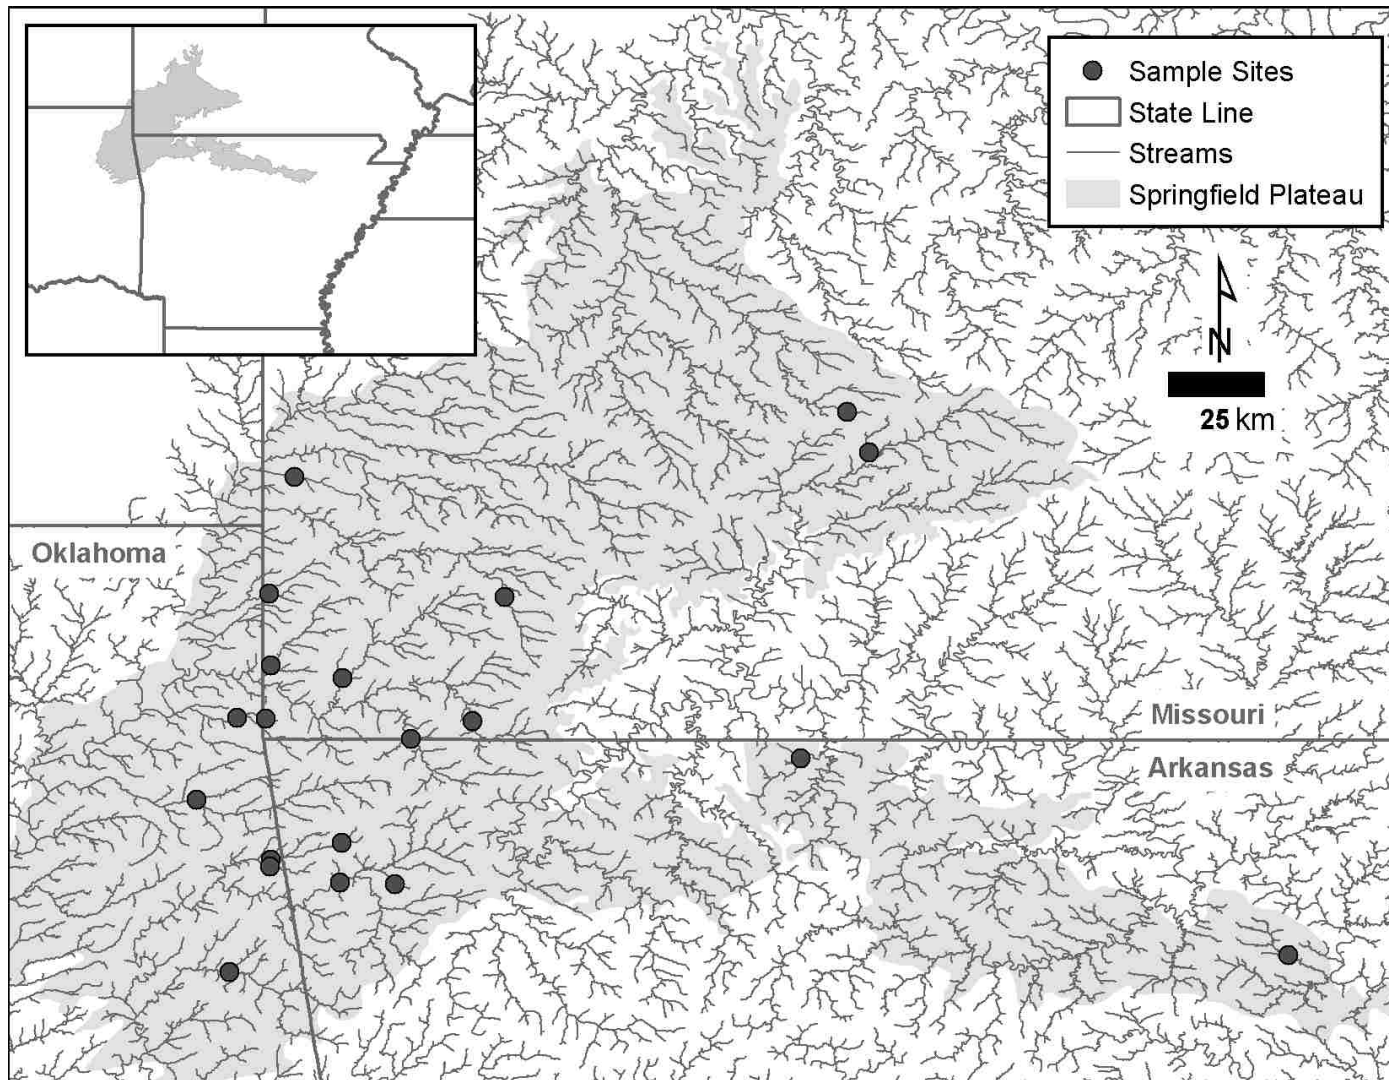 Sample Sites
State Line
Streams
Springfield Plateau
N
25 km
Oklahoma
Missouri
Arkansas